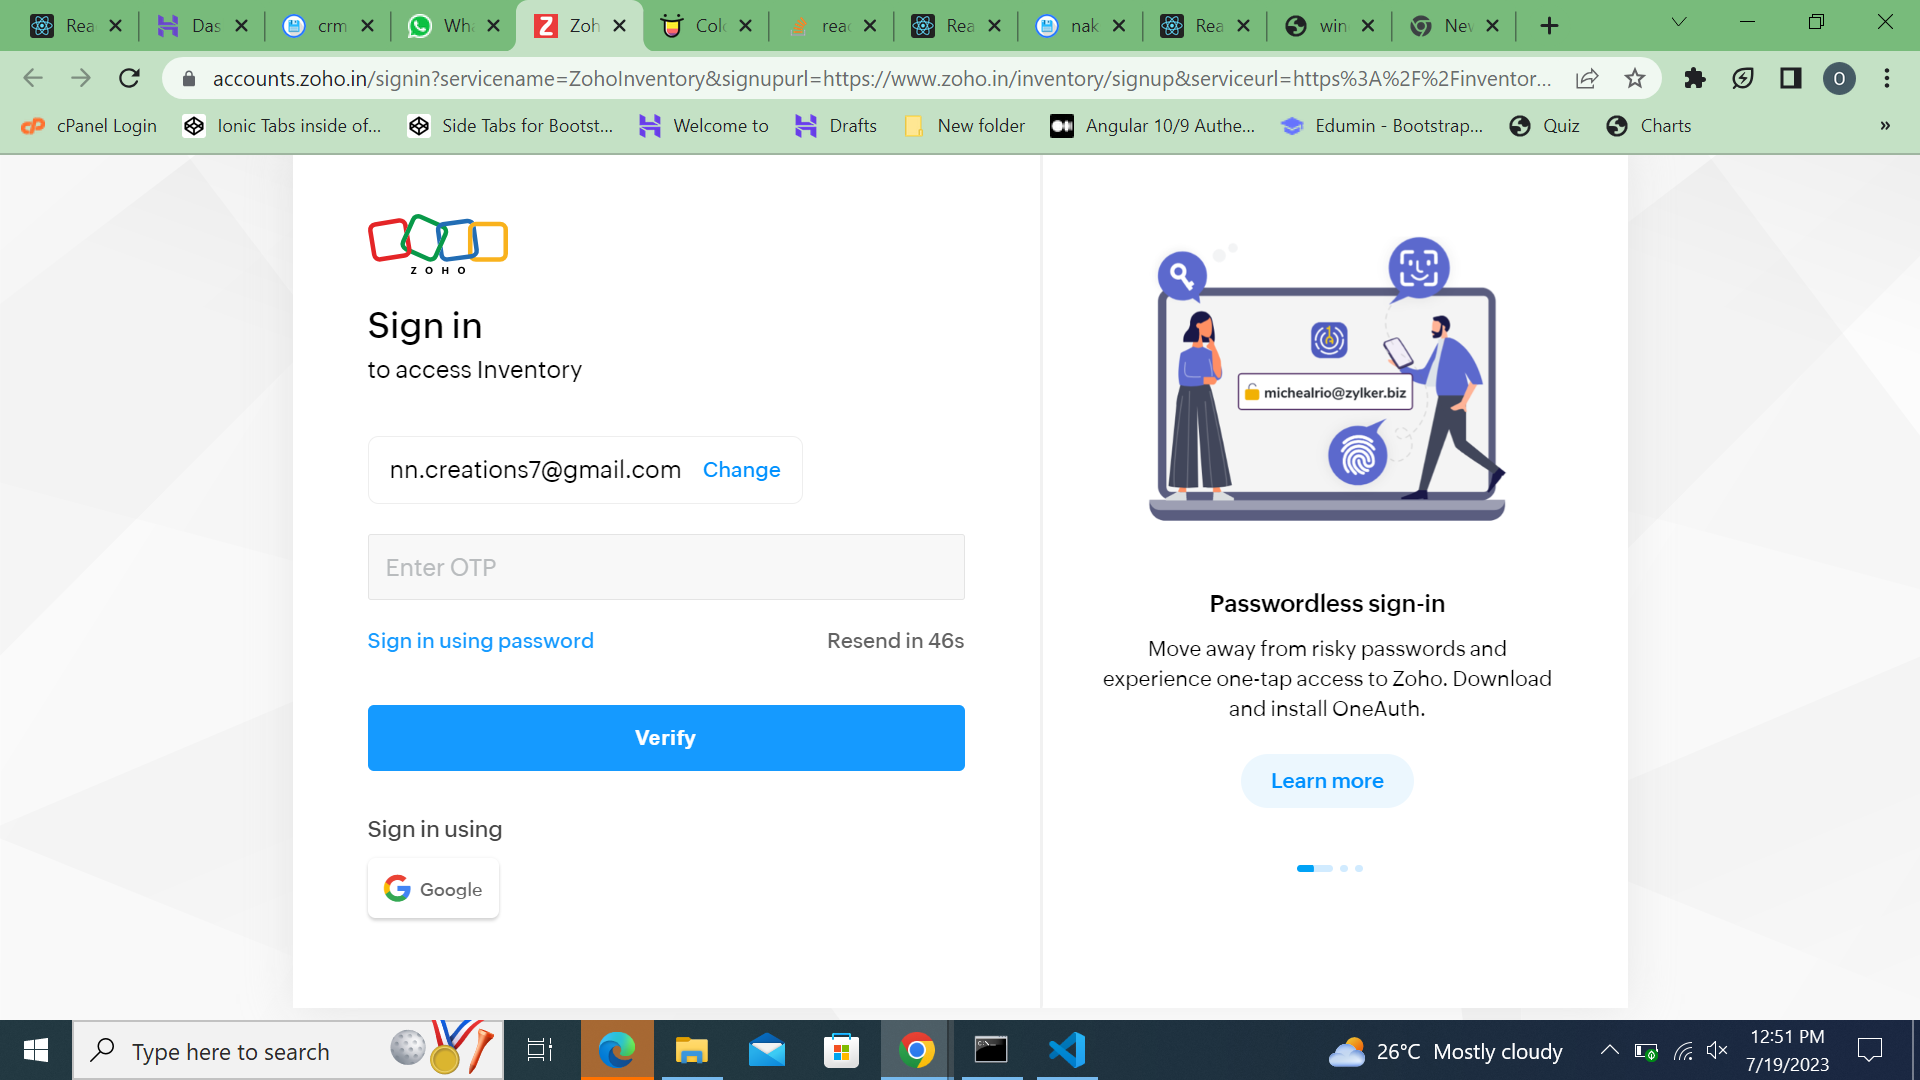 Rea
Das
crm
Wha
Zoh
Colo
reac
Rea
nak
Rea
win
New
accounts.zoho.in/signin?servicename=ZohoInventory&signupurl=https://www.zoho.in/inventory/signup&serviceurl=https%3A%2F%2Finventor...
O
cPanel Login
Ionic Tabs inside of...
Side Tabs for Bootst...
Welcome to
Drafts
New folder
Angular 10/9 Authe...
Edumin - Bootstrap...
Quiz
Charts
»
ZOHO
Sign in
to access Inventory
nn.creations7@gmail.com Change
Enter OTP
Sign in using password
Resend in 46s
Verify
Sign in using
Google
michealrio@zylker.biz
Passwordless sign-in
Move away from risky passwords and
experience one-tap access to Zoho. Download
and install OneAuth.
Learn more
Type here to search
26°C Mostly cloudy
12:51 PM
7/19/2023